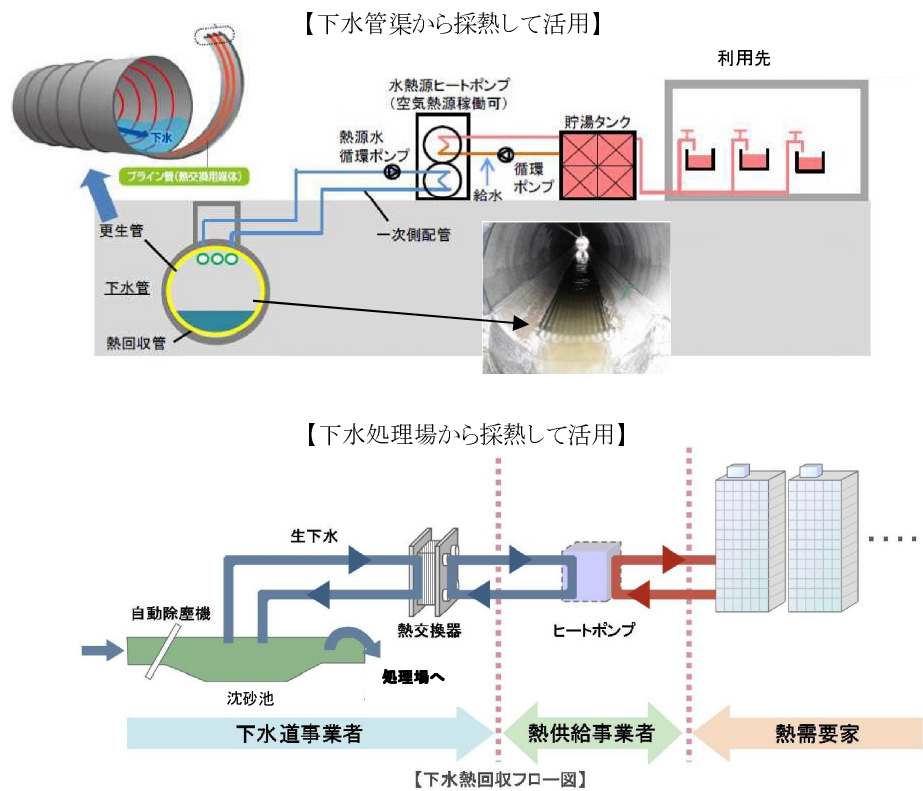 【下水管渠から採熱して活用】
利用先
水熱源ヒートポンプ
(空気熱源稼働可)
貯湯タンク
熱源水
循環ポンプ
循環
ポンプ
給水
下水
ブライン管(熱交換用媒体)
一次側配管
更生管
下水管
熱回収管
【下水処理場から採熱して活用】
生下水
自動除塵機
熱交換器
ヒートポンプ
処理場へ
沈砂池
下水道事業者
熱供給事業者
熱需要家
【下水熱回収フロー図】